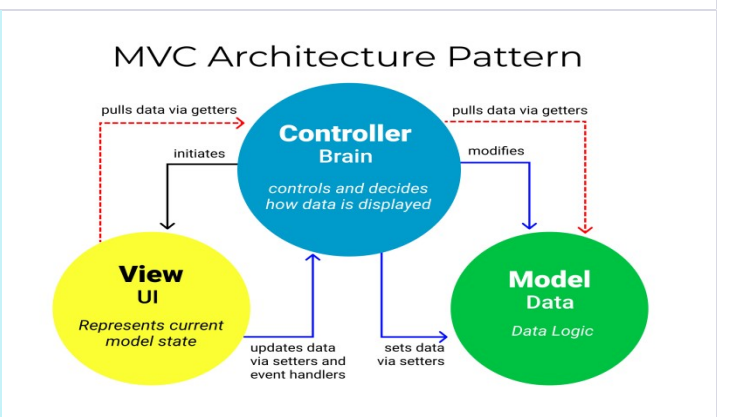 MVC Architecture Pattern
pulls data via getters
pulls data via getters
initiates
modifies
Controller
Brain
controls and decides
how data is displayed
View
UI
Represents current
model state
Model
Data
Data Logic
updates data
via setters and
event handlers
sets data
via setters